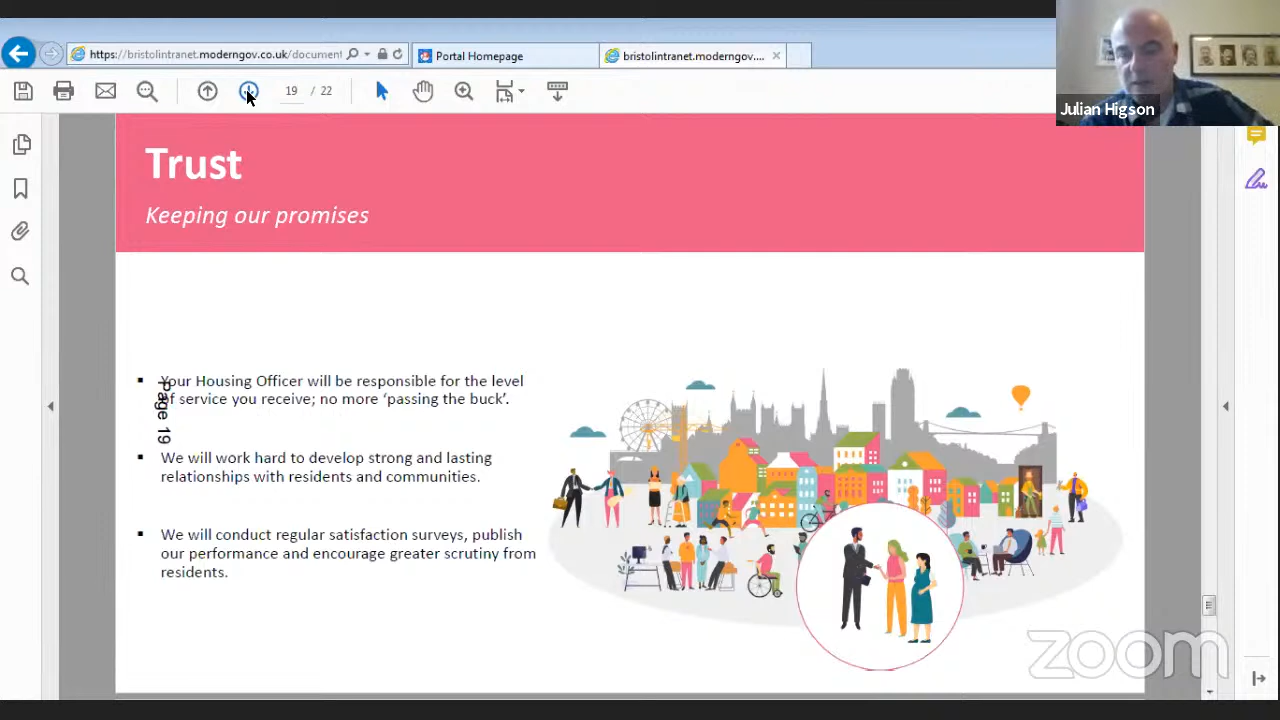 https://bristolintranet.moderngov.co.uk/document
Portal Homepage
bristolintranet.moderngov....
19 / 22
Julian Higson
Trust
Keeping our promises
Your Housing Officer will be responsible for the level
of service you receive; no more ‘passing the buck’.
Page 19
We will work hard to develop strong and lasting
relationships with residents and communities.
We will conduct regular satisfaction surveys, publish
our performance and encourage greater scrutiny from
residents.
zoom